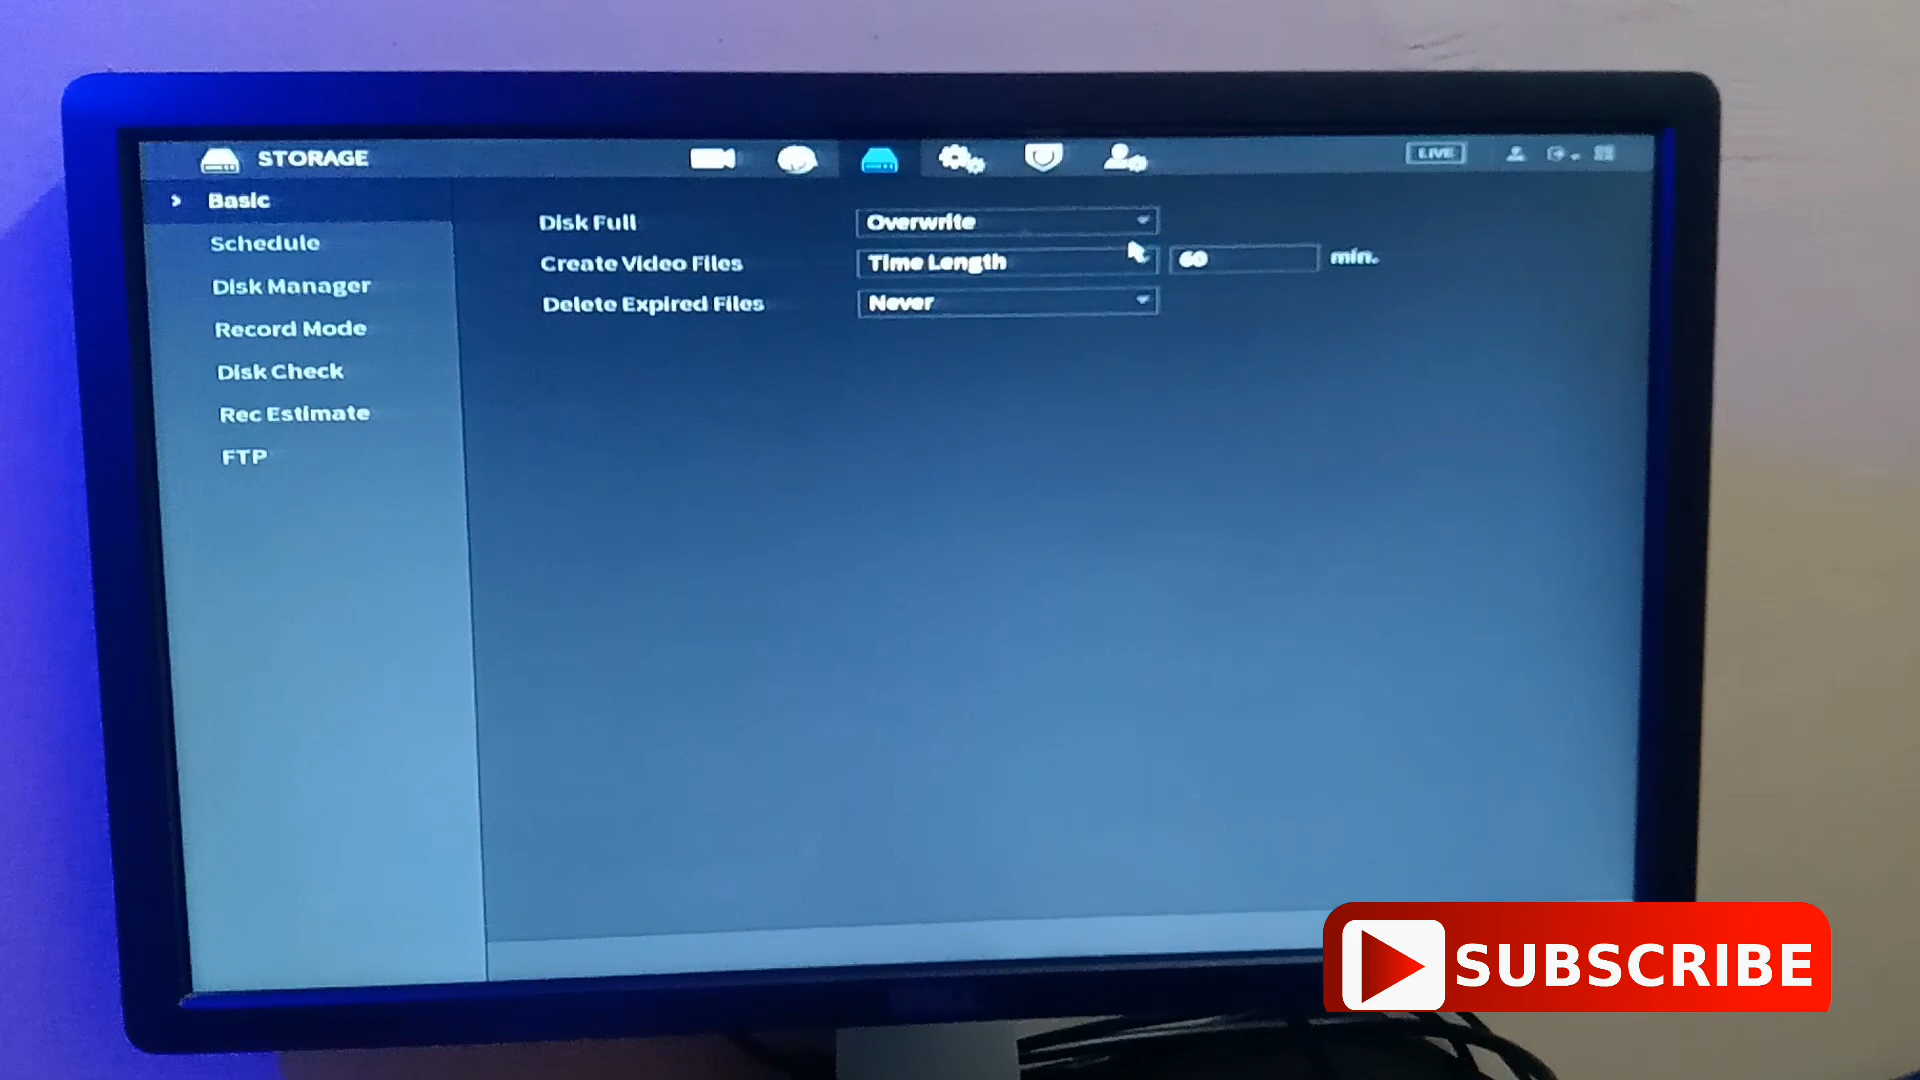 STORAGE
LIVE
Basic
Schedule
Disk Manager
Record Mode
Disk Check
Rec Estimate
FTP
Disk Full Overwrite
Create Video Files Time Length 60 min.
Delete Expired Files Never
SUBSCRIBE